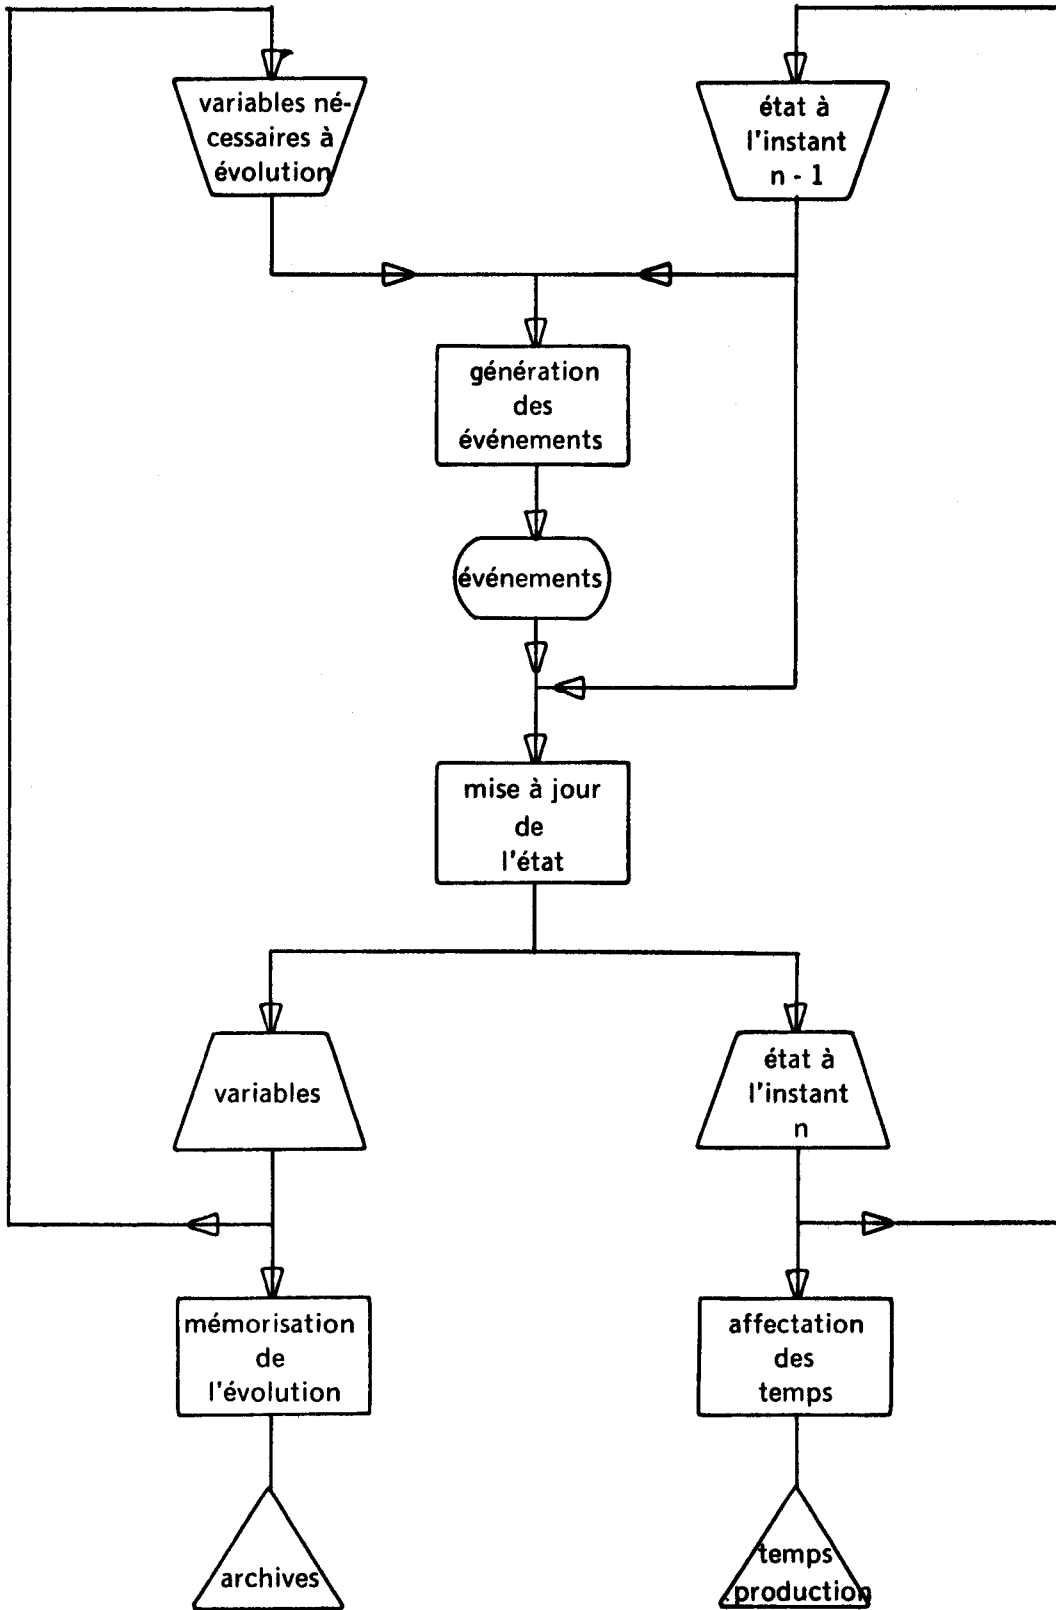 variables né-
cessaires à
évolution
état à
l'instant
n - 1
génération
des
événements
événements
mise à jour
de
l'état
variables
état à
l'instant
n
mémorisation
de
l'évolution
affectation
des
temps
archives
temps
production